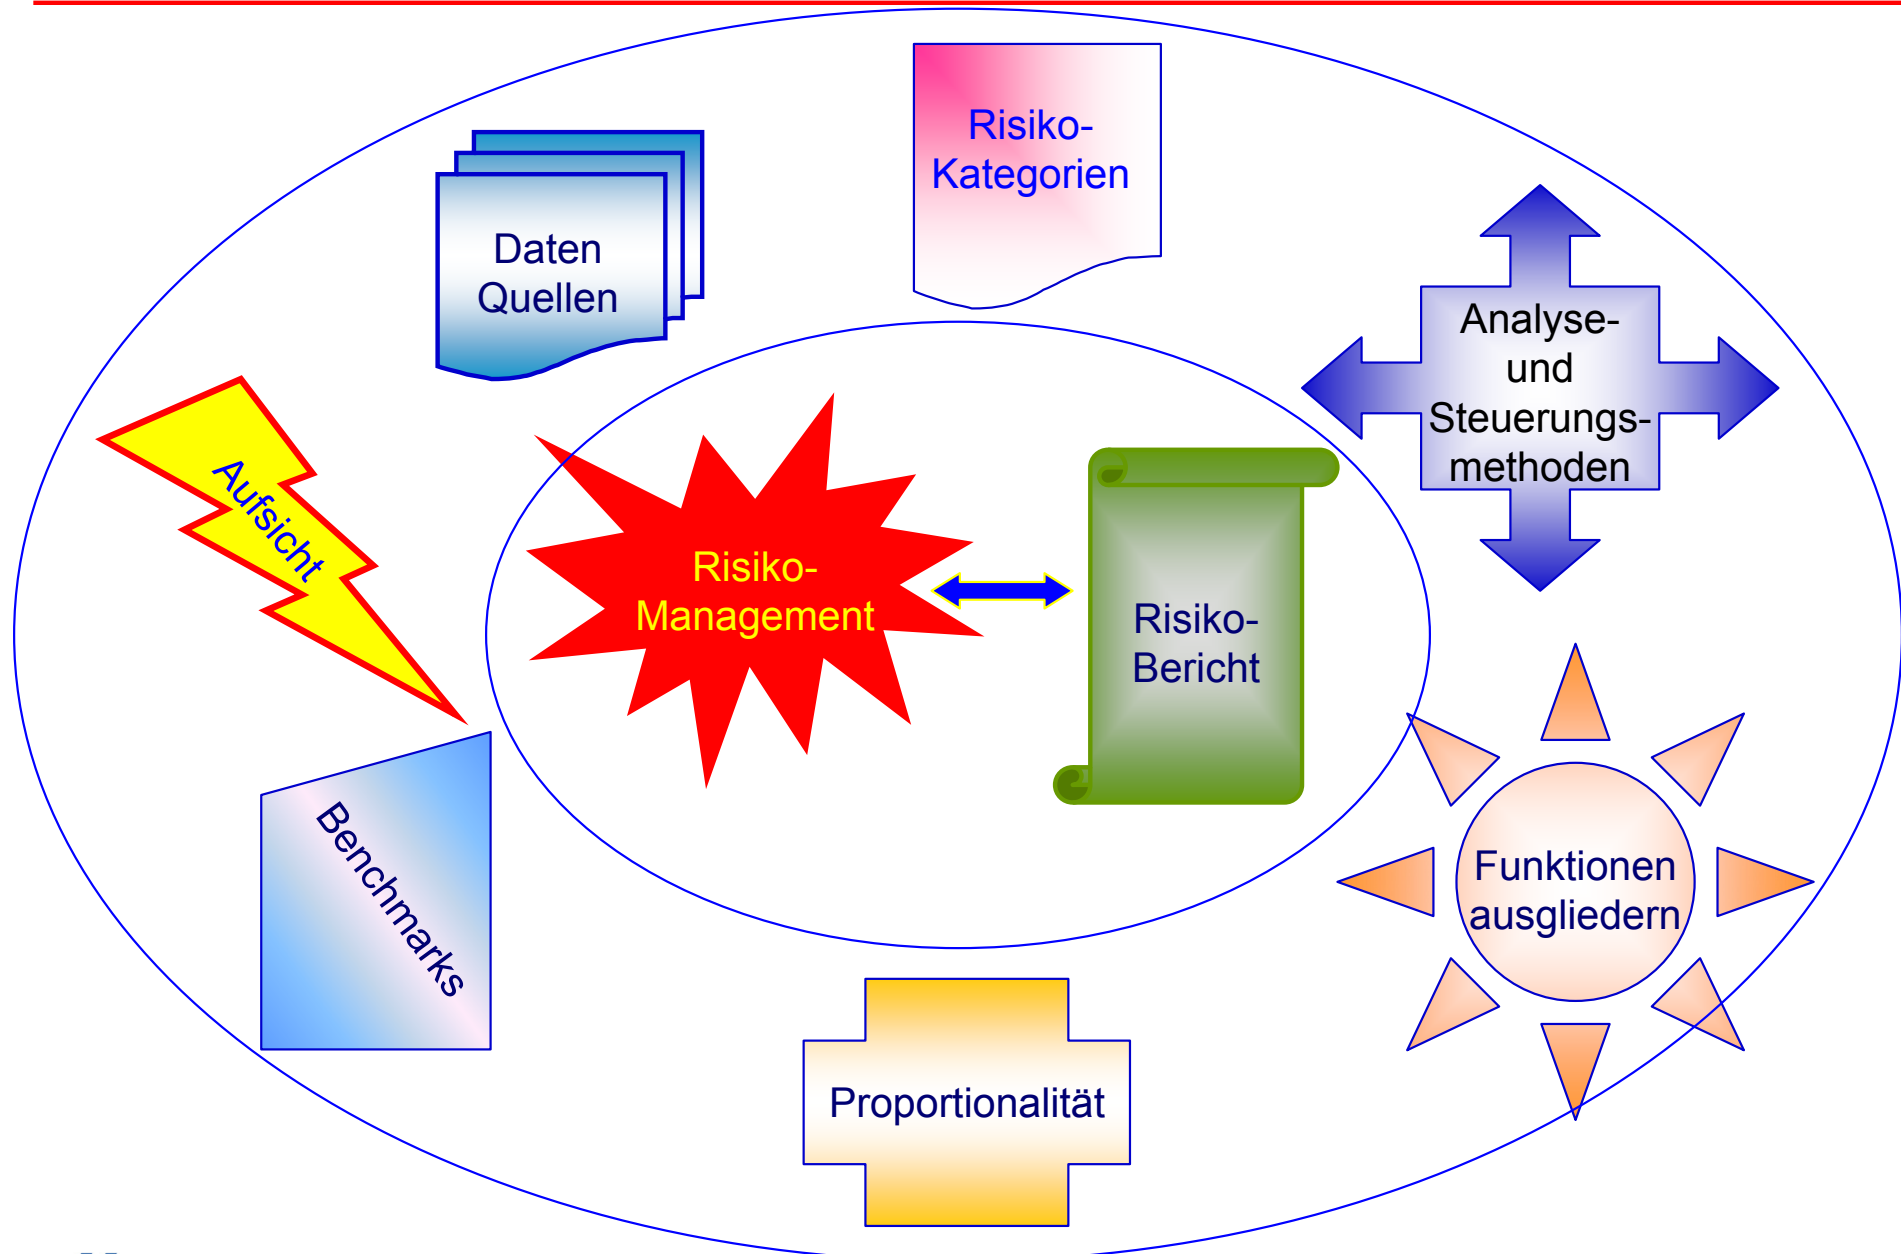 Risiko-
Kategorien
Daten
Quellen
Analyse-
und
Steuerungs-
methoden
Aufsicht
Risiko-
Management
Risiko-
Bericht
Benchmarks
Funktionen
ausgliedern
Proportionalität